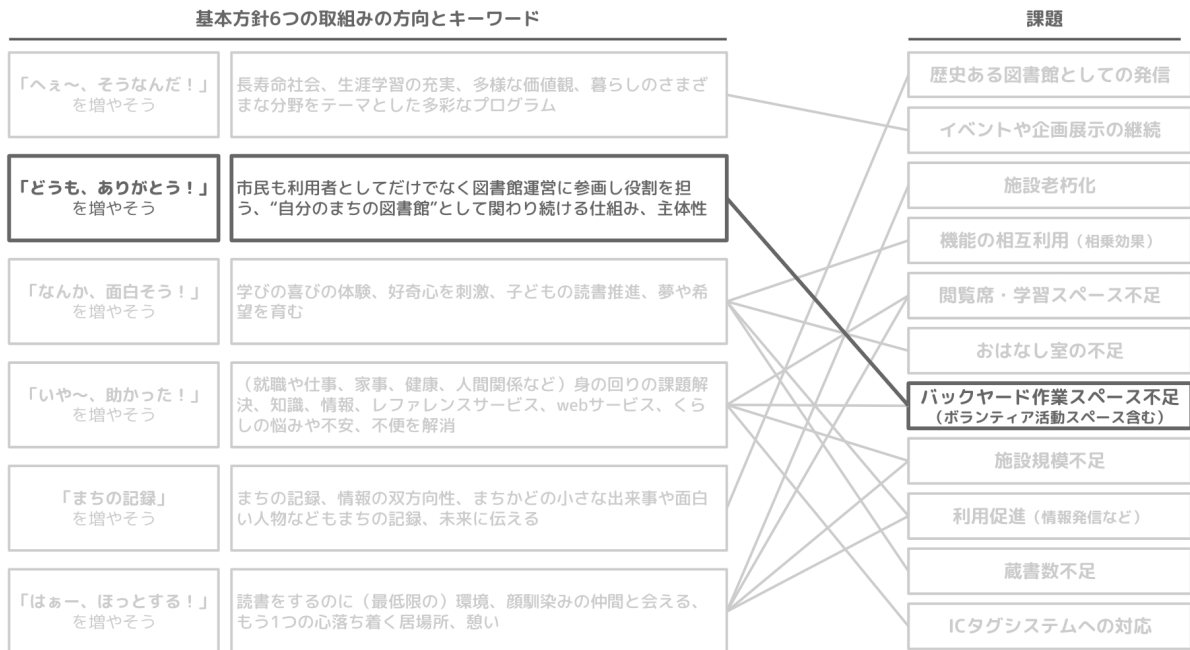 基本方針6つの取組みの方向とキーワード
「へぇ〜、そうなんだ！」
を増やそう
長寿命社会、生涯学習の充実、多様な価値観、暮らしのさまざ
まな分野をテーマとした多彩なプログラム
「どうも、ありがとう！」
を増やそう
市民も利用者としてだけでなく図書館運営に参画し役割を担
う、“自分のまちの図書館”として関わり続ける仕組み、主体性
「なんか、面白そう！」
を増やそう
学びの喜びの体験、好奇心を刺激、子どもの読書推進、夢や希
望を育む
「いや〜、助かった！」
を増やそう
（就職や仕事、家事、健康、人間関係など）身の回りの課題解
決、知識、情報、レファレンスサービス、webサービス、くら
しの悩みや不安、不便を解消
「まちの記録」
を増やそう
まちの記録、情報の双方向性、まちかどの小さな出来事や面白
い人物などもまちの記録、未来に伝える
「はぁー、ほっとする！」
を増やそう
読書をするのに（最低限の）環境、顔馴染みの仲間と会える、
もう1つの心落ち着く居場所、憩い
課題
歴史ある図書館としての発信
イベントや企画展示の継続
施設老朽化
機能の相互利用（相乗効果）
閲覧席・学習スペース不足
おはなし室の不足
バックヤード作業スペース不足
（ボランティア活動スペース含む）
施設規模不足
利用促進（情報発信など）
蔵書数不足
ICタグシステムへの対応